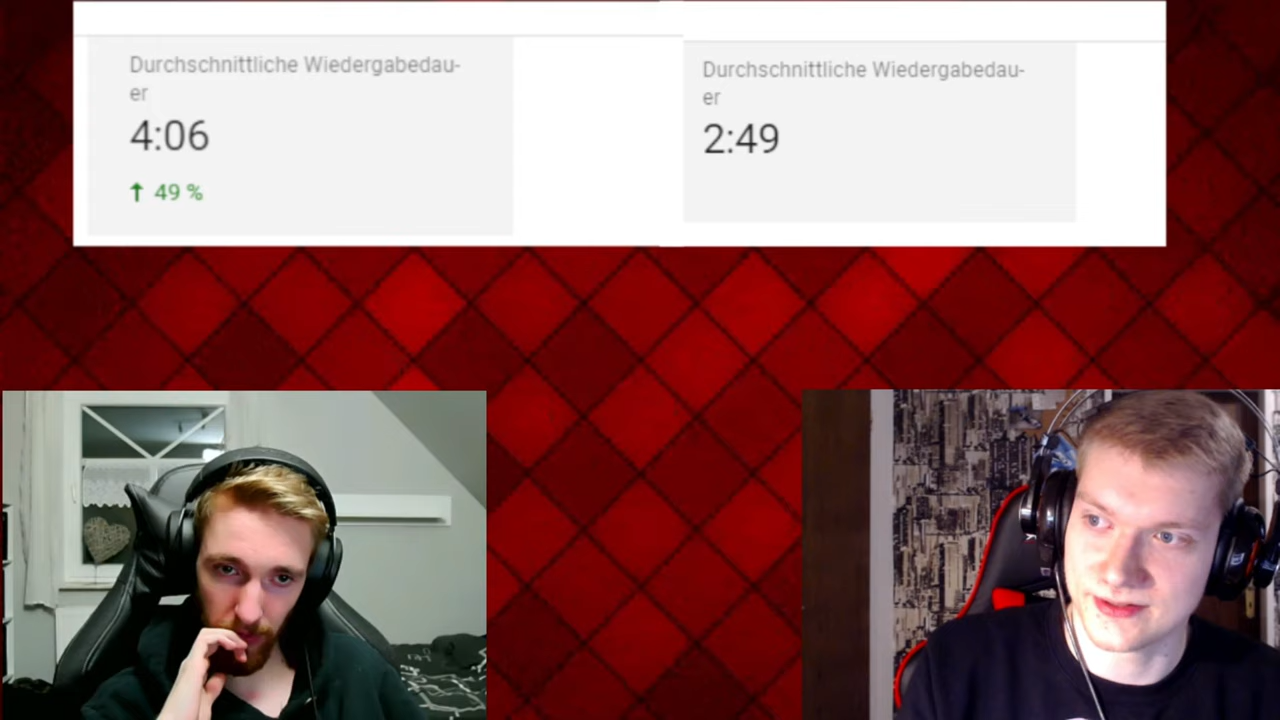 Durchschnittliche Wiedergabedau-
er
4:06
↑ 49 %
Durchschnittliche Wiedergabedau-
er
2:49